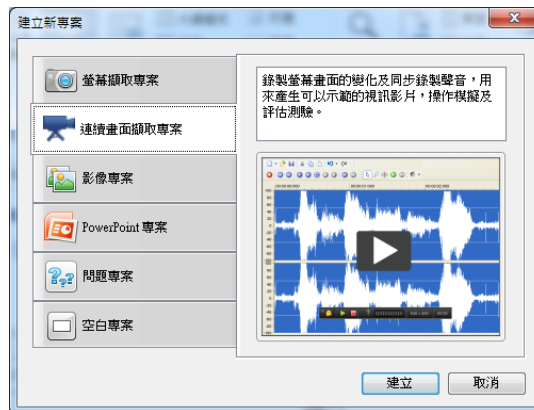 建立新專案
螢幕擷取專案
連續畫面擷取專案
影像專案
PowerPoint 專案
問題專案
空白專案
錄製螢幕畫面的變化及同步錄製聲音，用
來產生可以示範的視訊影片，操作模擬及
評估測驗。
建立
取消